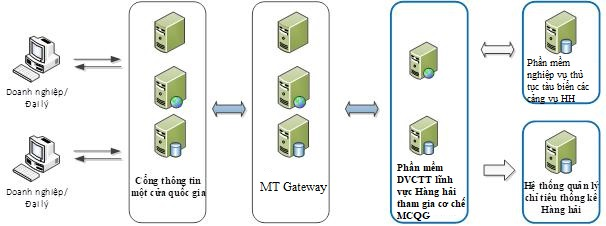 Doanh nghiệp/
Đại lý
Doanh nghiệp/
Đại lý
Cổng thông tin
một cửa quốc gia
MT Gateway
Phần mềm
DVCTT lĩnh
vực Hàng hải
tham gia cơ chế
MCQG
Phần mềm
nghiệp vụ thủ
tục tàu biển các
cảng vụ HH
Hệ thống quản lý
chỉ tiêu thống kê
Hàng hải